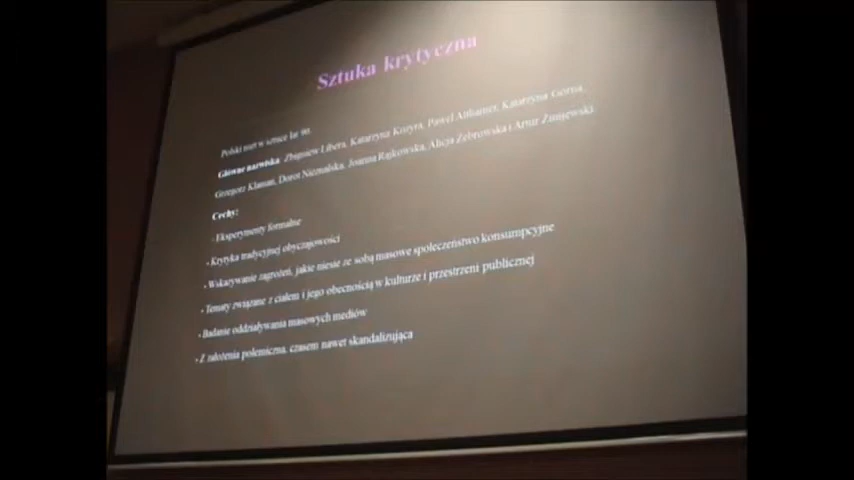 Sztuka krytyczna
Polski nurt w sztuce lat 90.
Główne nazwiska: Zbigniew Libera, Katarzyna Kozyra, Paweł Althamer, Katarzyna Górna,
Grzegorz Klaman, Dorota Nieznalska, Joanna Rajkowska, Alicja Żebrowska i Artur Żmijewski
Cechy:
- Eksperymenty formalne
- Krytyka tradycyjnej obyczajowości
- Wskazywanie zagrożeń, jakie niesie ze sobą masowe społeczeństwo konsumpcyjne
- Tematy związane z ciałem i jego obecnością w kulturze i przestrzeni publicznej
- Badanie oddziaływania masowych mediów
- Z założenia polemiczna, czasem nawet skandalizująca